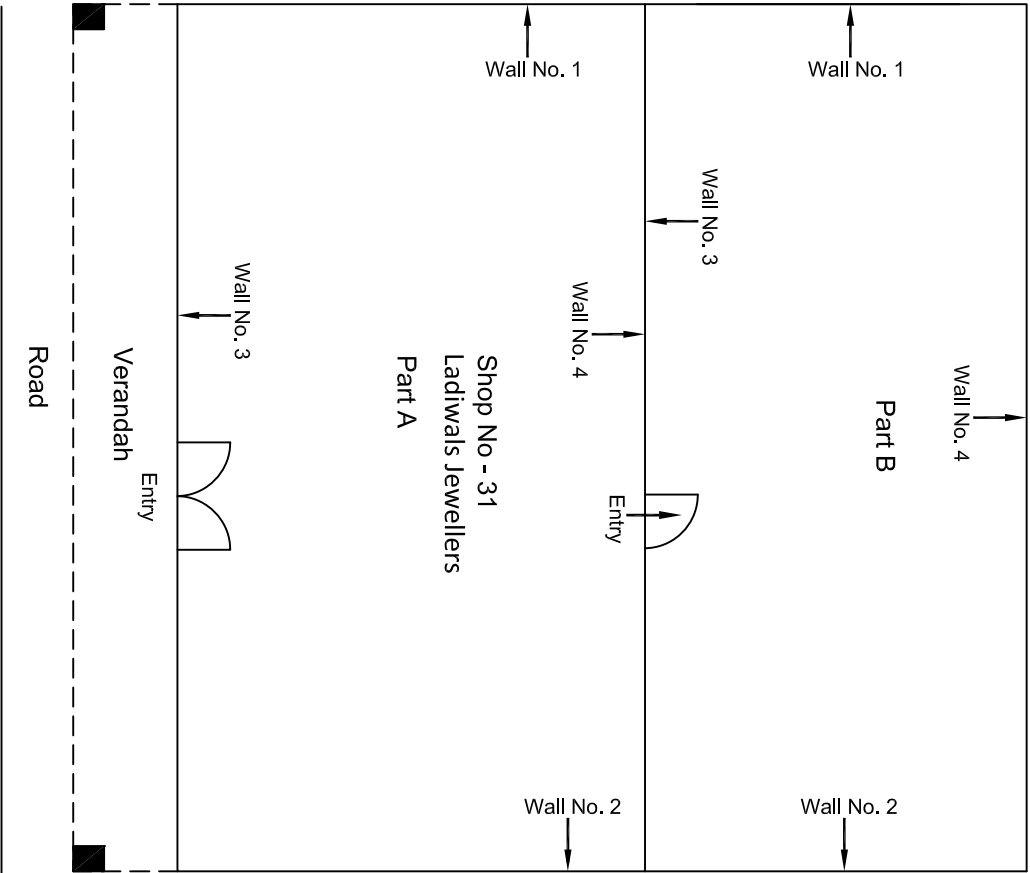 Wall No. 1
Wall No. 1
Wall No. 3
Wall No. 3
Wall No. 4
Wall No. 4
Part B
Shop No - 31
Ladiwals Jewellers
Part A
Verandah
Road
Entry
Entry
Wall No. 2
Wall No. 2